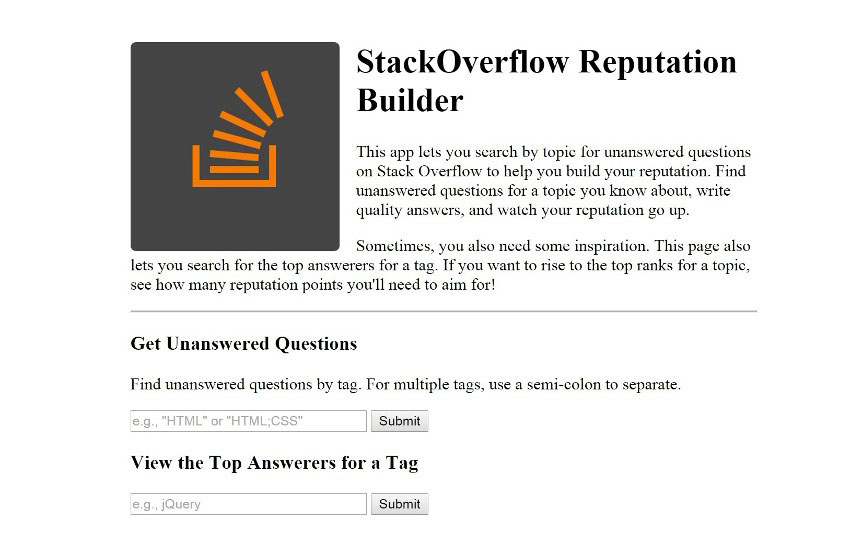 StackOverflow Reputation
Builder
This app lets you search by topic for unanswered questions
on Stack Overflow to help you build your reputation. Find
unanswered questions for a topic you know about, write
quality answers, and watch your reputation go up.
Sometimes, you also need some inspiration. This page also
lets you search for the top answerers for a tag. If you want to rise to the top ranks for a topic,
see how many reputation points you'll need to aim for!
Get Unanswered Questions
Find unanswered questions by tag. For multiple tags, use a semi-colon to separate.
e.g., "HTML" or "HTML;CSS" Submit
View the Top Answerers for a Tag
e.g., jQuery Submit